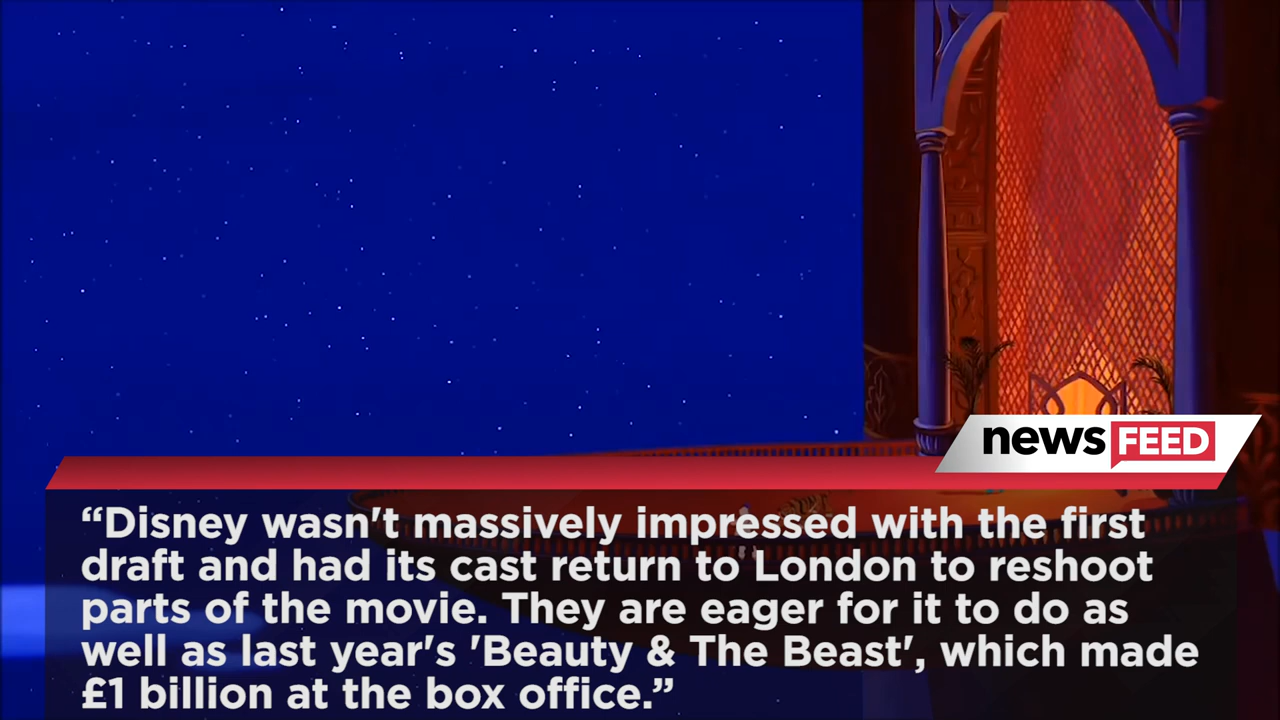 newsFEED
“Disney wasn't massively impressed with the first
draft and had its cast return to London to reshoot
parts of the movie. They are eager for it to do as
well as last year's 'Beauty & The Beast', which made
£1 billion at the box office.”